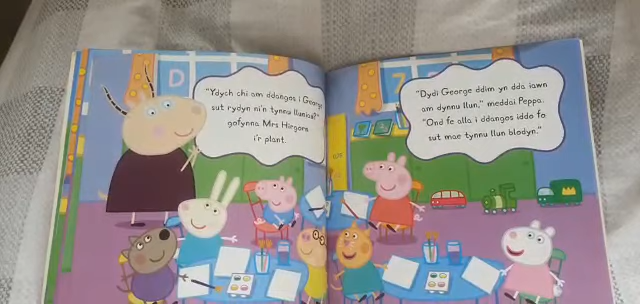 "Ydych chi am ddangos i George
sut rydyn ni'n tynnu lluniau?"
gofynna Mrs Hirgorn
i'r plant.
"Dydi George ddim yn dda iawn
am dynnu llun," meddai Peppa.
"Ond fe alla i ddangos iddo fo
sut mae tynnu llun blodyn."